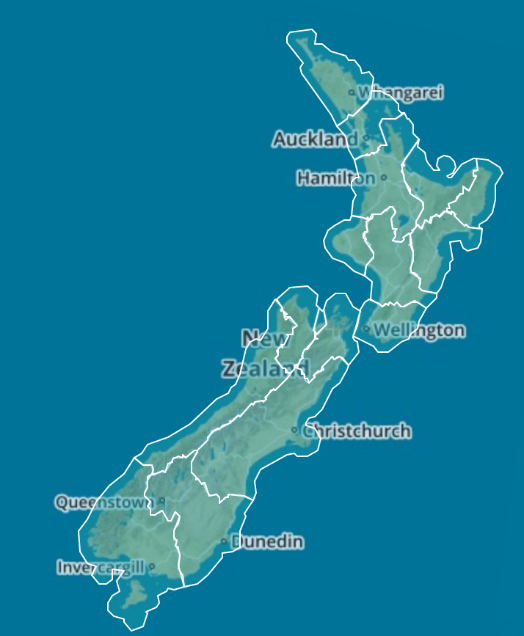 Whangarei
Auckland
Hamilton
Wellington
New
Zealand
Christchurch
Queenstown
Dunedin
Invercargill